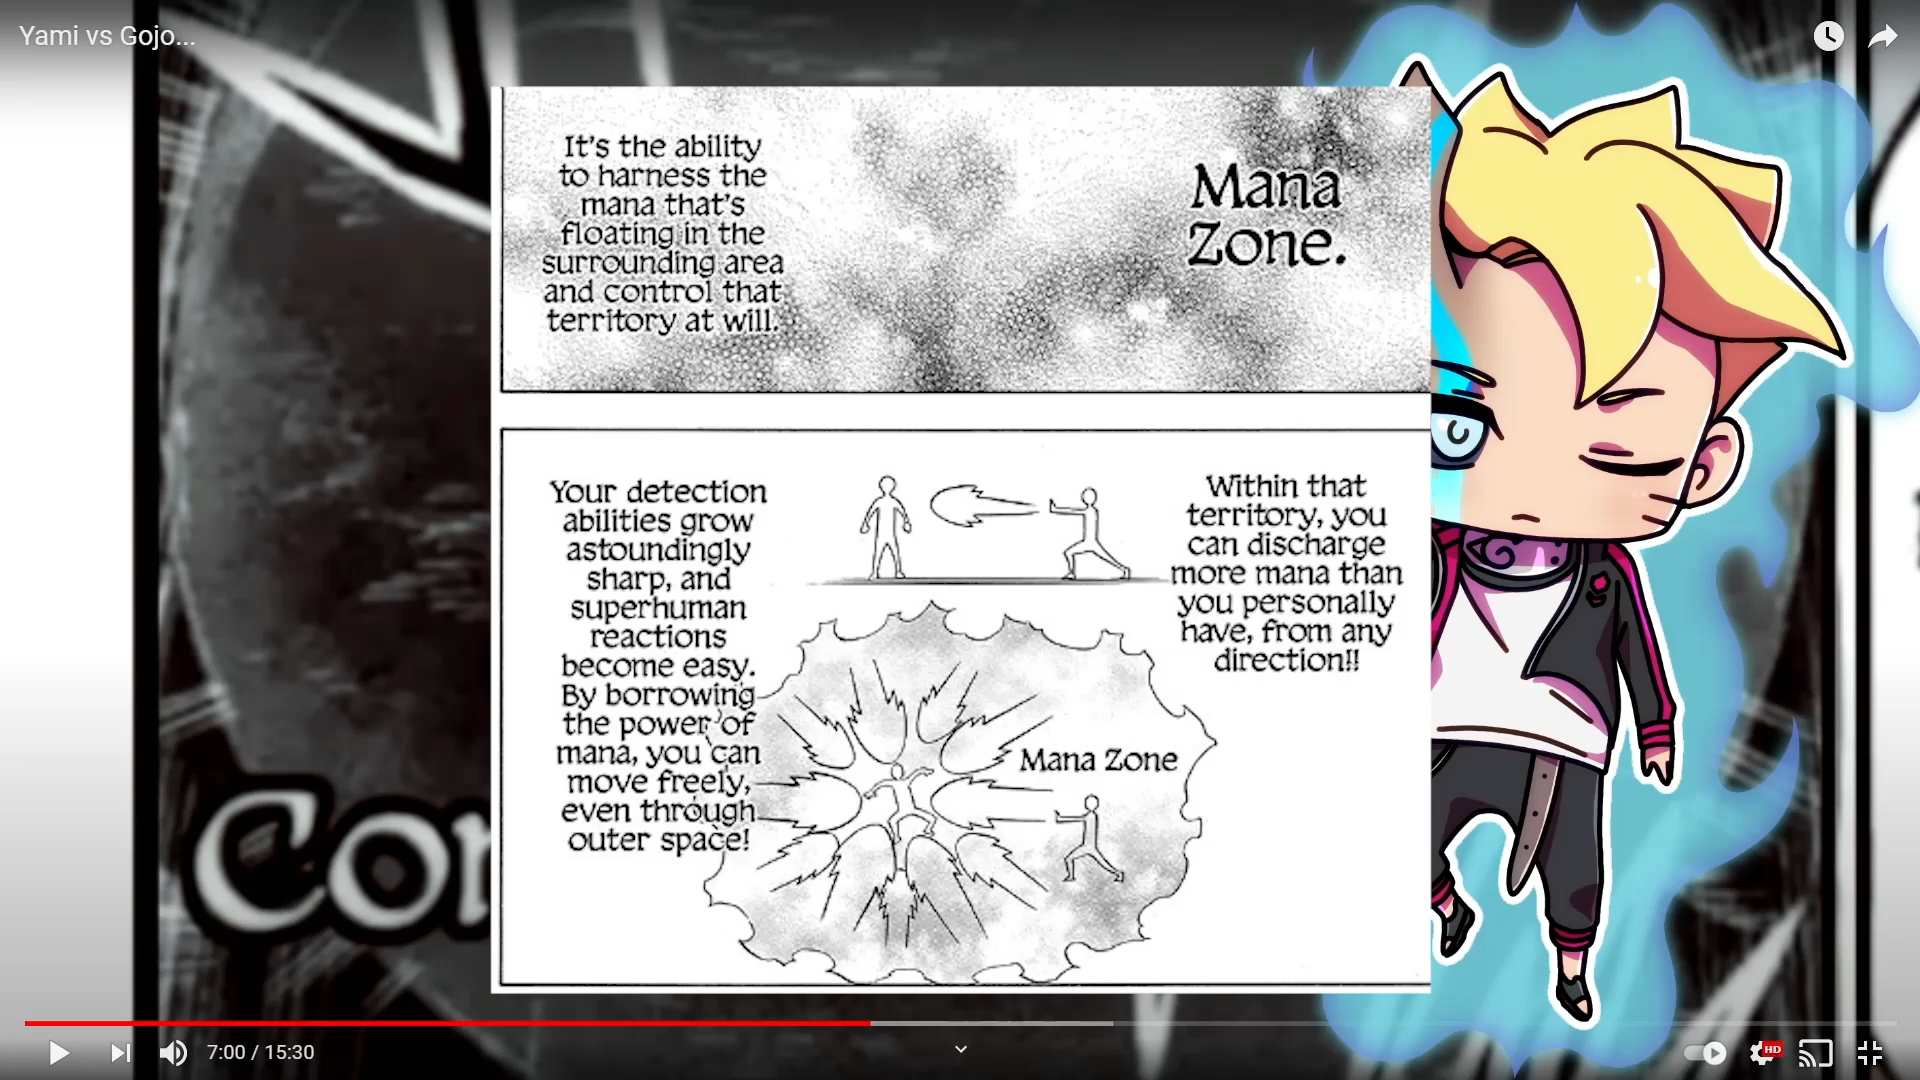 Yami vs Gojo...
Mana
Zone.
It's the ability
to harness the
mana that's
floating in the
surrounding area
and control that
territory at will.
Within that
territory, you
can discharge
more mana than
you personally
have, from any
direction!!
Your detection
abilities grow
astoundingly
sharp, and
superhuman
reactions
become easy.
By borrowing
the power of
mana, you can
move freely,
even through
outer space!
Mana Zone
Con
7:00 / 15:30
HD